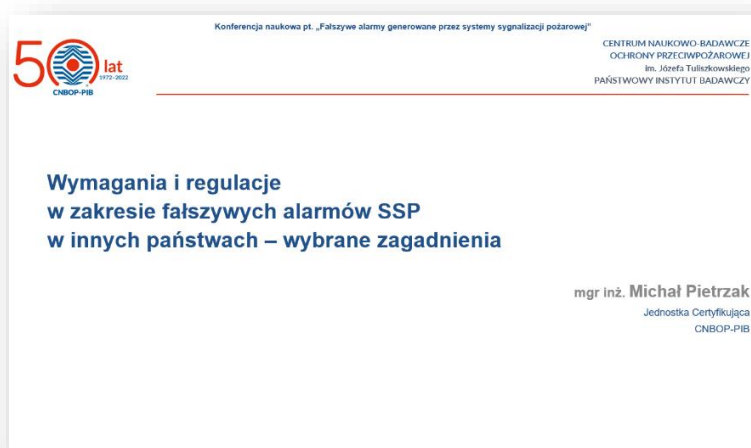 Konferencja naukowa pt. „Fałszywe alarmy generowane przez systemy sygnalizacji pożarowej”
50 lat
1972-2022
CNBOP-PIB
CENTRUM NAUKOWO-BADAWCZE
OCHRONY PRZECIWPOŻAROWEJ
im. Józefa Tuliszkowskiego
PAŃSTWOWY INSTYTUT BADAWCZY
Wymagania i regulacje
w zakresie fałszywych alarmów SSP
w innych państwach – wybrane zagadnienia
mgr inż. Michał Pietrzak
Jednostka Certyfikująca
CNBOP-PIB